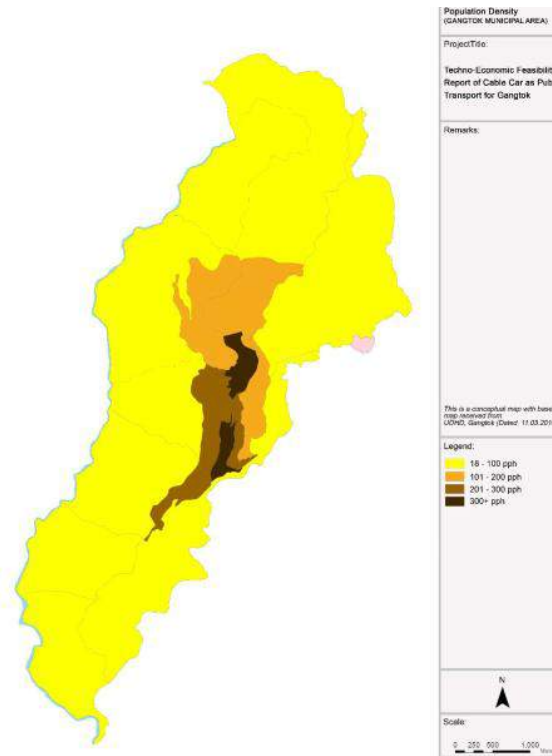 Population Density
(GANGTOK MUNICIPAL AREA)
ProjectTitle:
Techno-Economic Feasibilit
Report of Cable Car as Pub
Transport for Gangtok
Remarks:
This is a conceptual map with base
map received from
UDHD, Gangtok (Dated: 11.03.201
Legend:
18 - 100 pph
101 - 200 pph
201 - 300 pph
300+ pph
N
Scale:
0 250 500 1,000